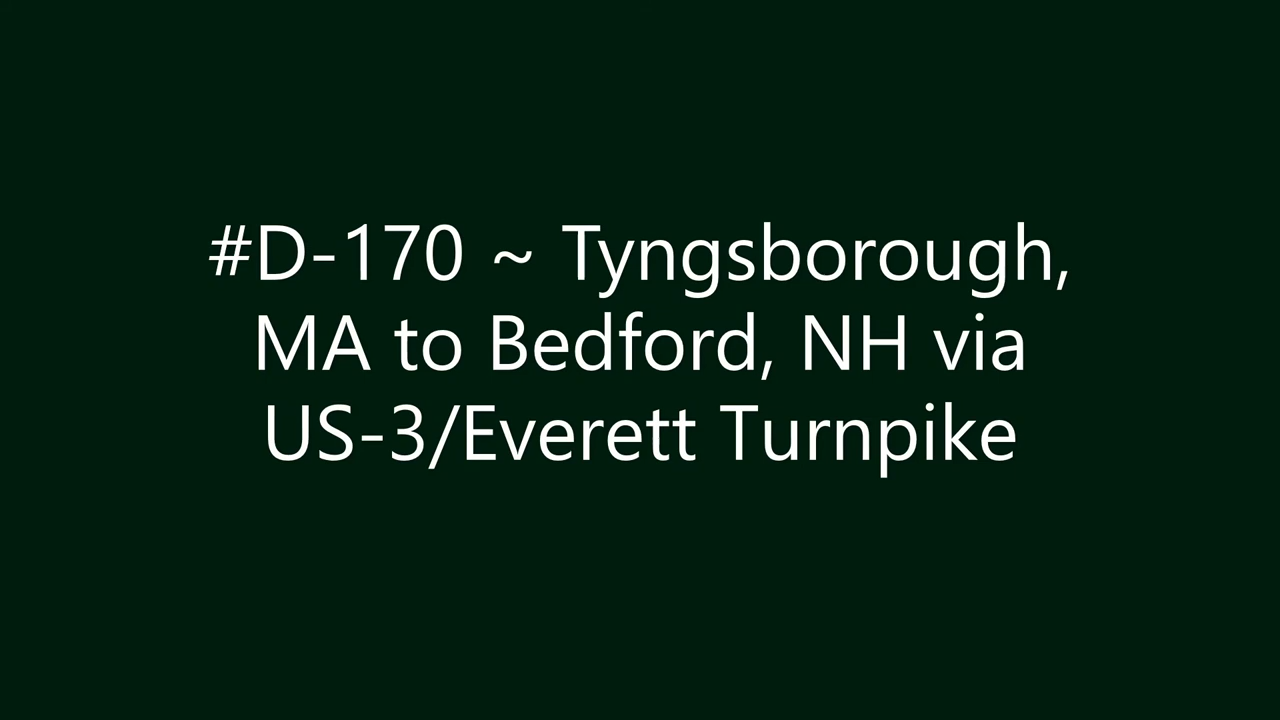 #D-170 ~ Tyngsborough,
MA to Bedford, NH via
US-3/Everett Turnpike